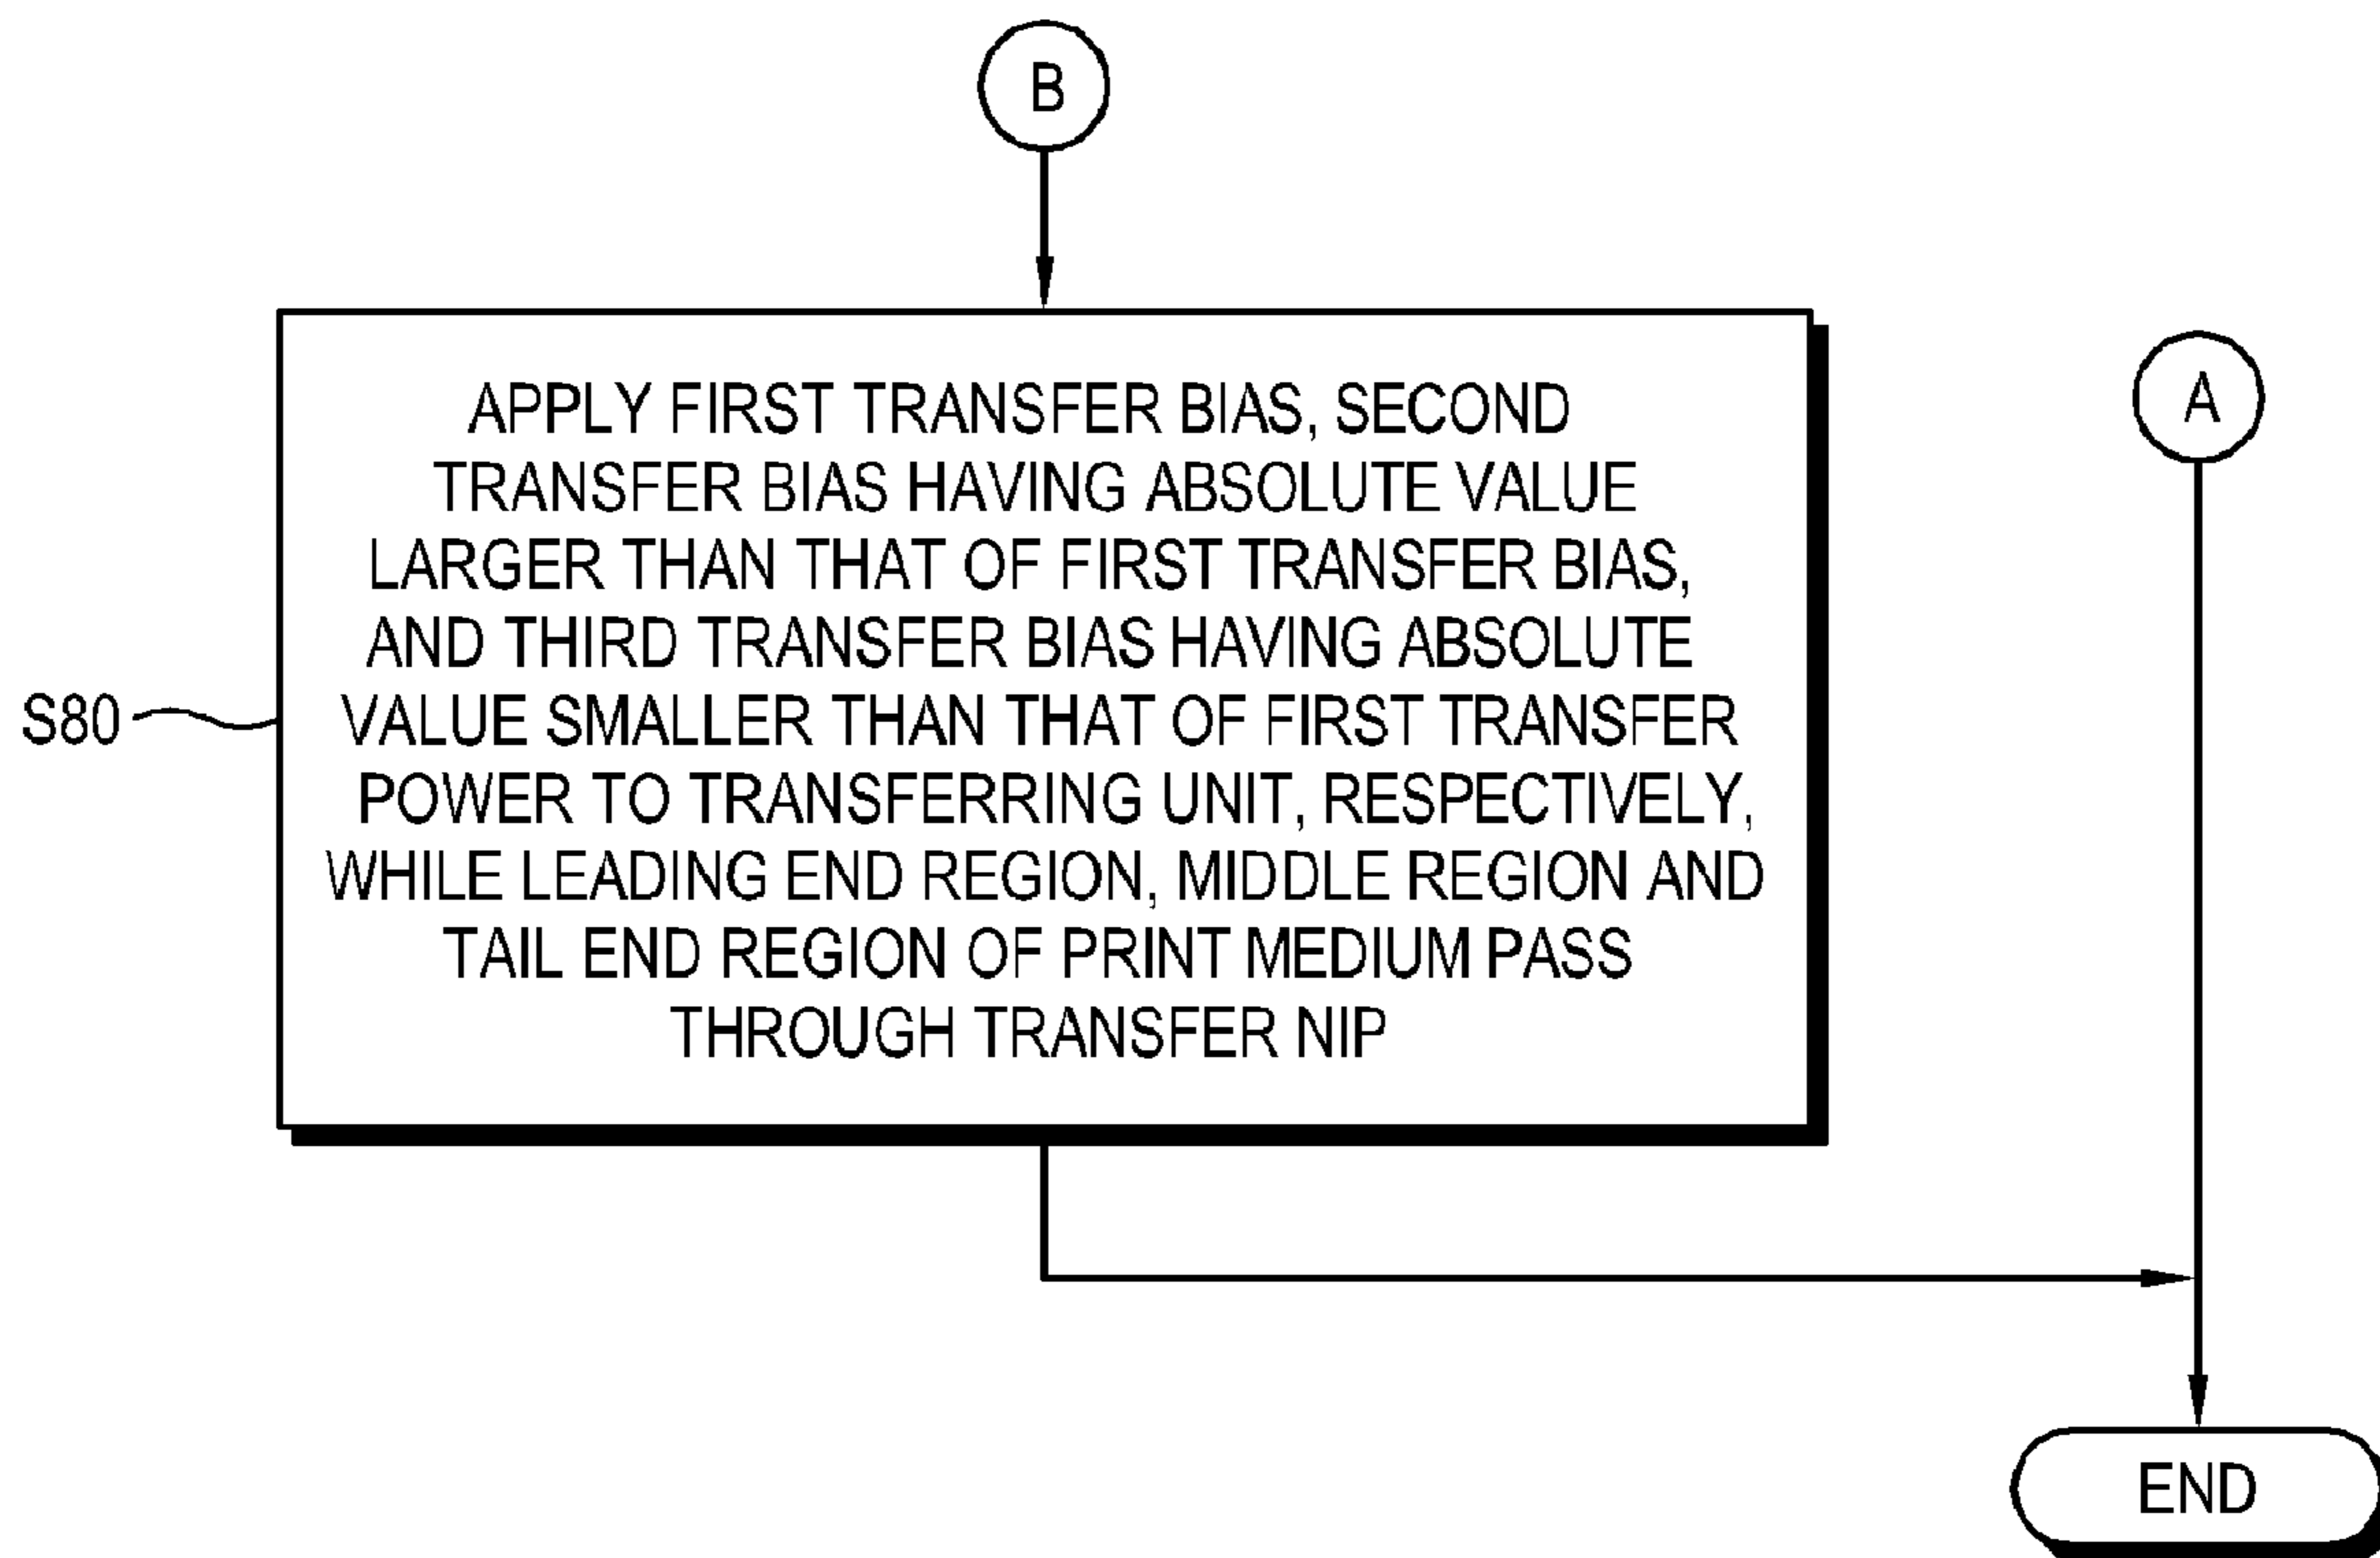 B
APPLY FIRST TRANSFER BIAS, SECOND
TRANSFER BIAS HAVING ABSOLUTE VALUE
LARGER THAN THAT OF FIRST TRANSFER BIAS,
AND THIRD TRANSFER BIAS HAVING ABSOLUTE
VALUE SMALLER THAN THAT OF FIRST TRANSFER
POWER TO TRANSFERRING UNIT, RESPECTIVELY,
WHILE LEADING END REGION, MIDDLE REGION AND
TAIL END REGION OF PRINT MEDIUM PASS
THROUGH TRANSFER NIP
S80
A
END